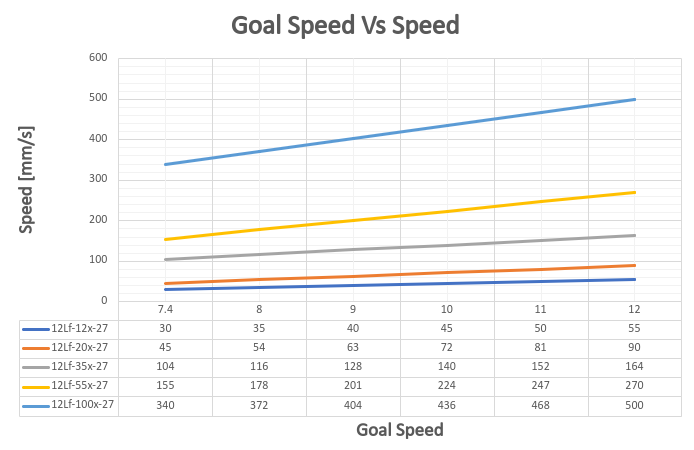 Goal Speed Vs Speed
600
500
400
300
200
100
0
Speed [mm/s]
7.4 8 9 10 11 12
12Lf-12x-27 30 35 40 45 50 55
12Lf-20x-27 45 54 63 72 81 90
12Lf-35x-27 104 116 128 140 152 164
12Lf-55x-27 155 178 201 224 247 270
12Lf-100x-27 340 372 404 436 468 500
Goal Speed